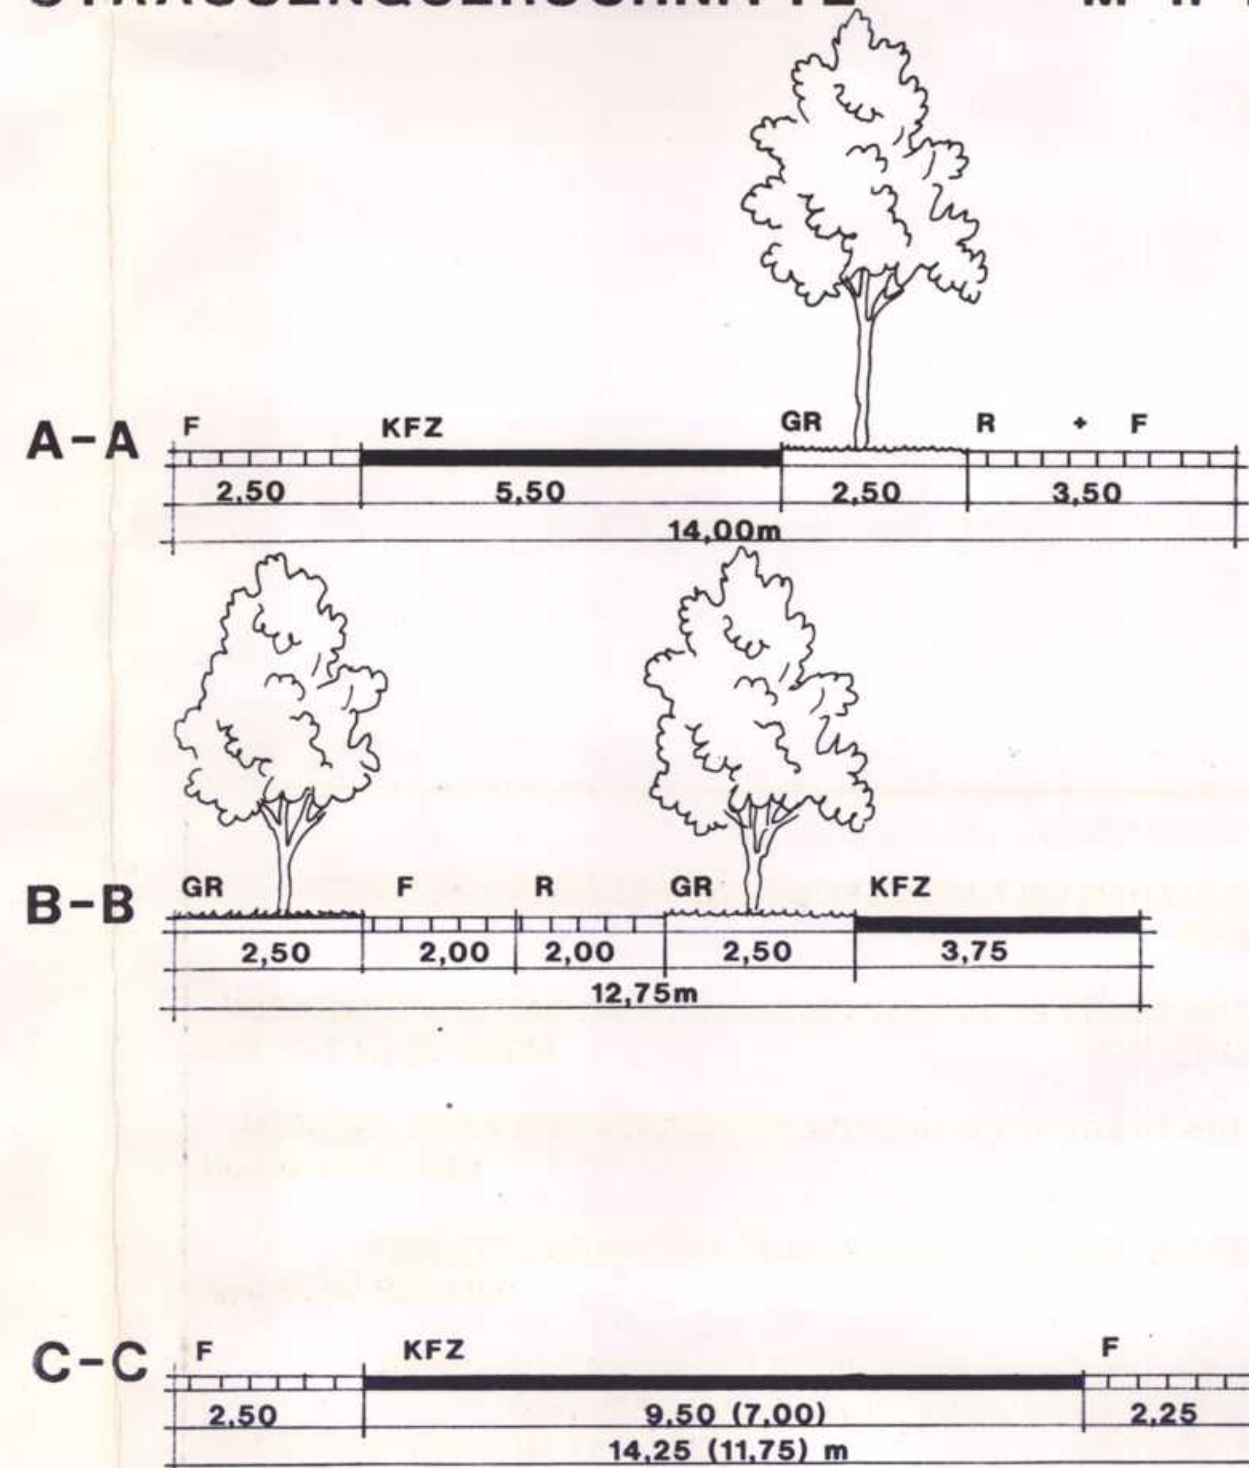 A-A F KFZ GR R + F
2,50 5,50 2,50 3,50
14,00m
B-B GR F R GR KFZ
2,50 2,00 2,00 2,50 3,75
12,75m
C-C F KFZ F
2,50 9,50 (7,00) 2,25
14,25 (11,75) m